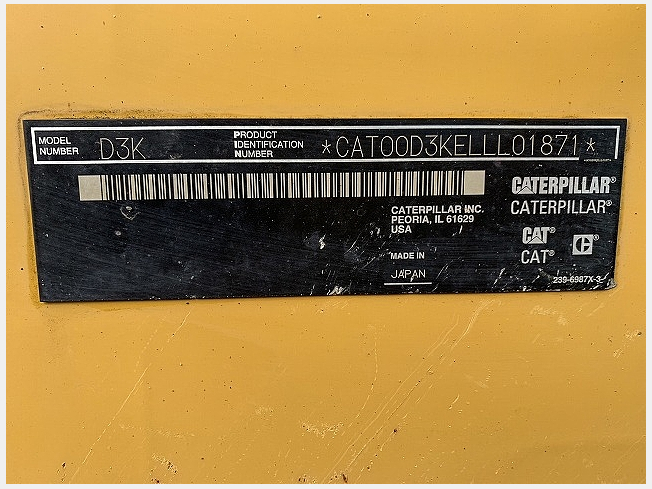 MODEL NUMBER D3K
PRODUCT IDENTIFICATION NUMBER *CAT00D3KELLL01871*
CATERPILLAR®
CATERPILLAR®
CATERPILLAR INC.
PEORIA, IL 61629
USA
CAT® C®
CAT®
MADE IN
JAPAN
239-6987X-3